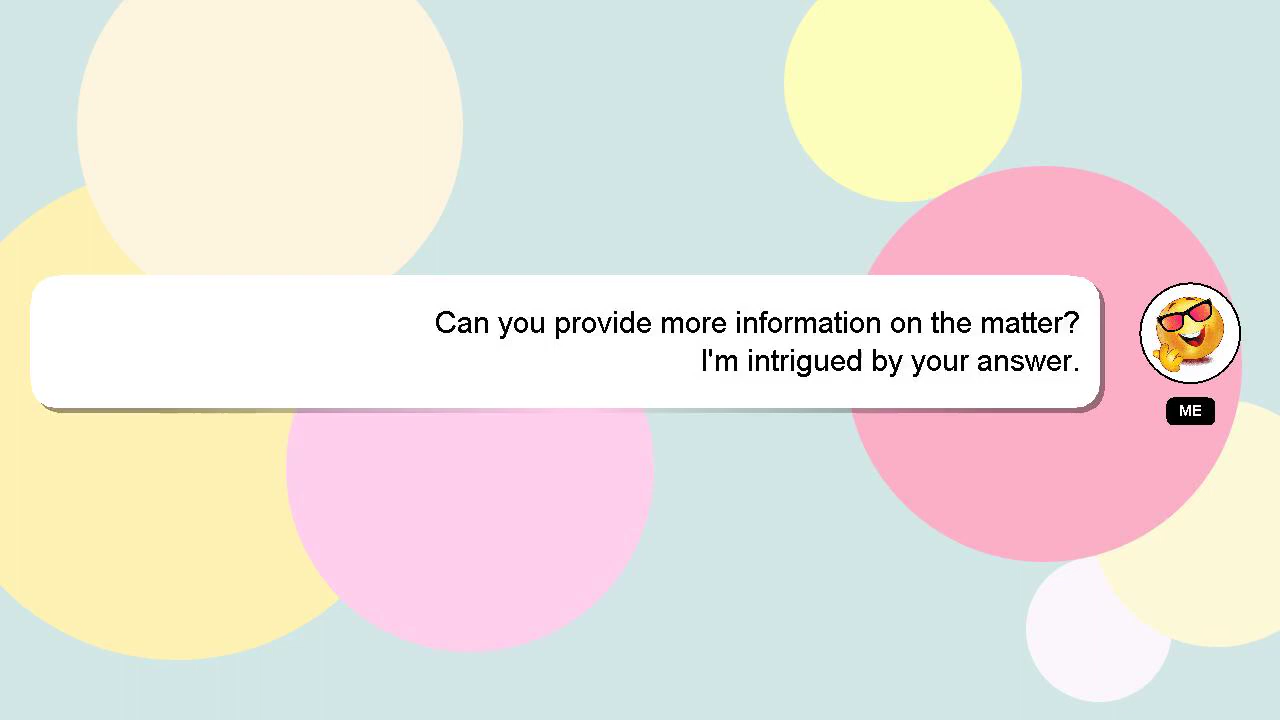 Can you provide more information on the matter?
I'm intrigued by your answer.
ME